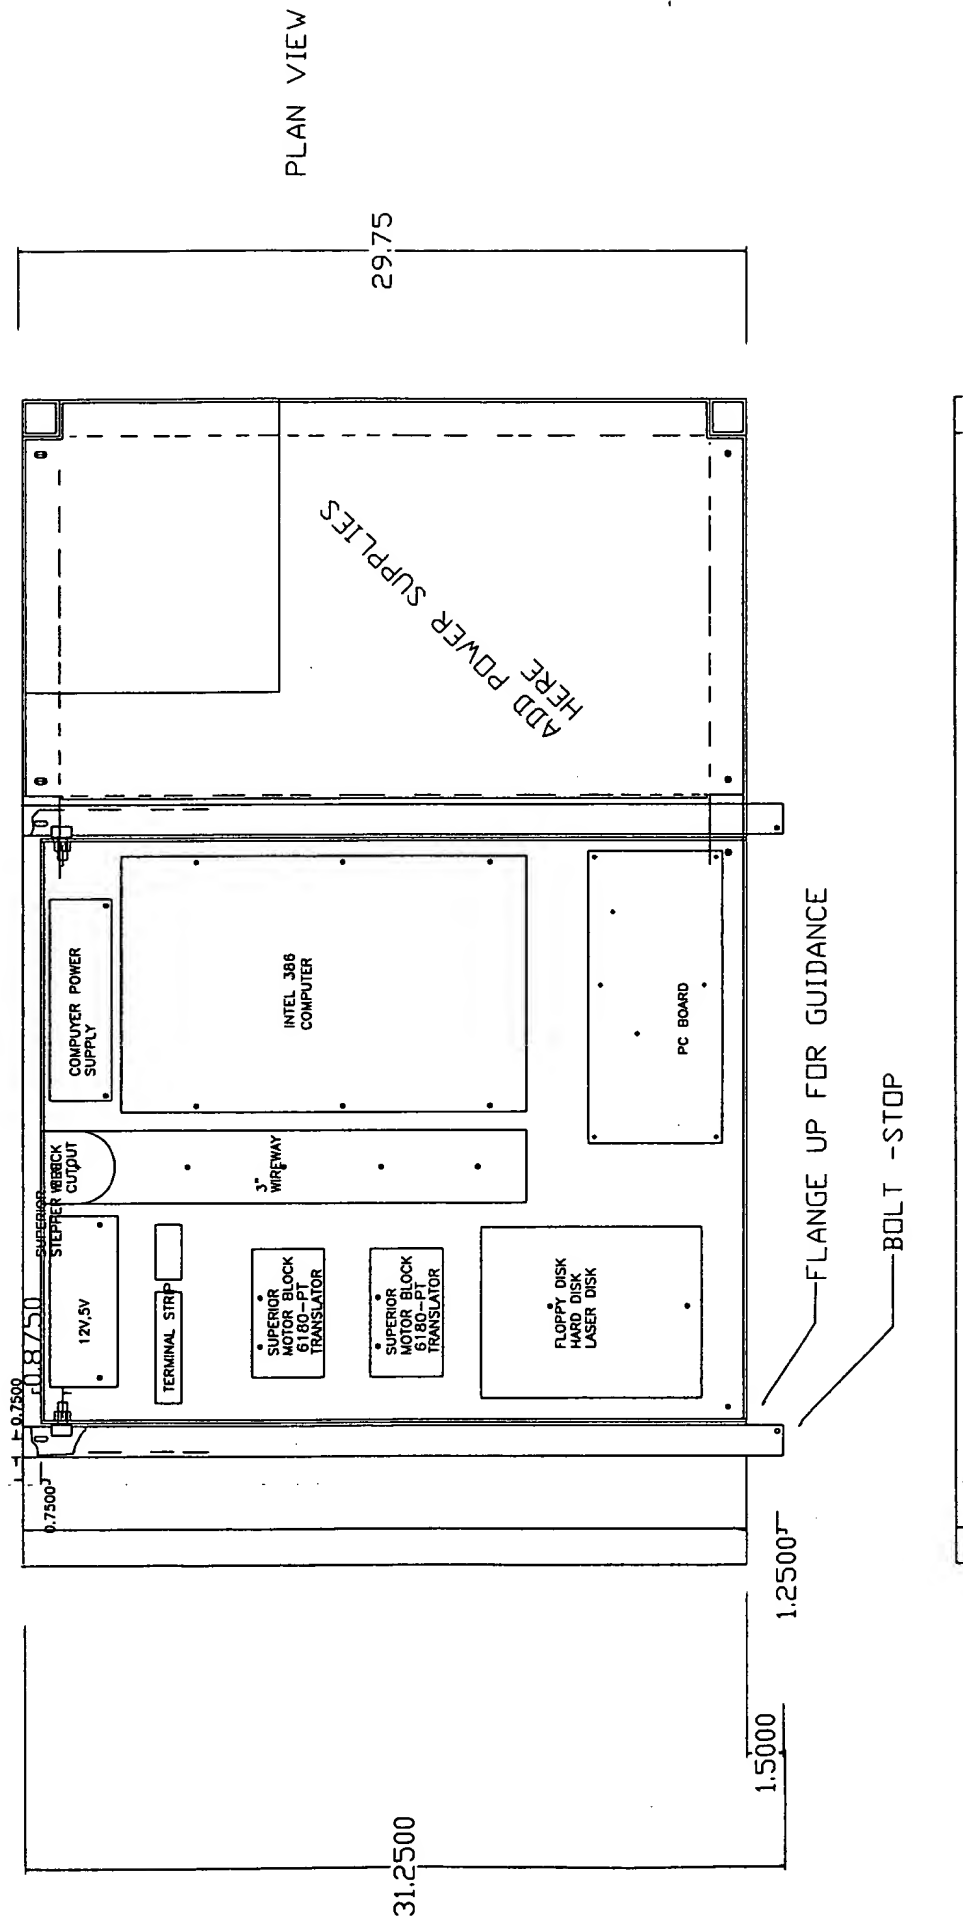 PLAN VIEW
29.75
ADD POWER SUPPLIES
HERE
COMPUYER POWER
SUPPLY
INTEL 386
COMPUTER
PC BOARD
CUTOUT
3"
WIREWAY
SUPERIOR
STEPPER
12V,5V
TERMINAL STRIP
SUPERIOR
MOTOR BLOCK
6180-PT
TRANSLATOR
SUPERIOR
MOTOR BLOCK
6180-PT
TRANSLATOR
FLOPPY DISK
HARD DISK
LASER DISK
0.8750
0.7500
0.7500
FLANGE UP FOR GUIDANCE
BOLT -STOP
1.2500
1.5000
31.2500